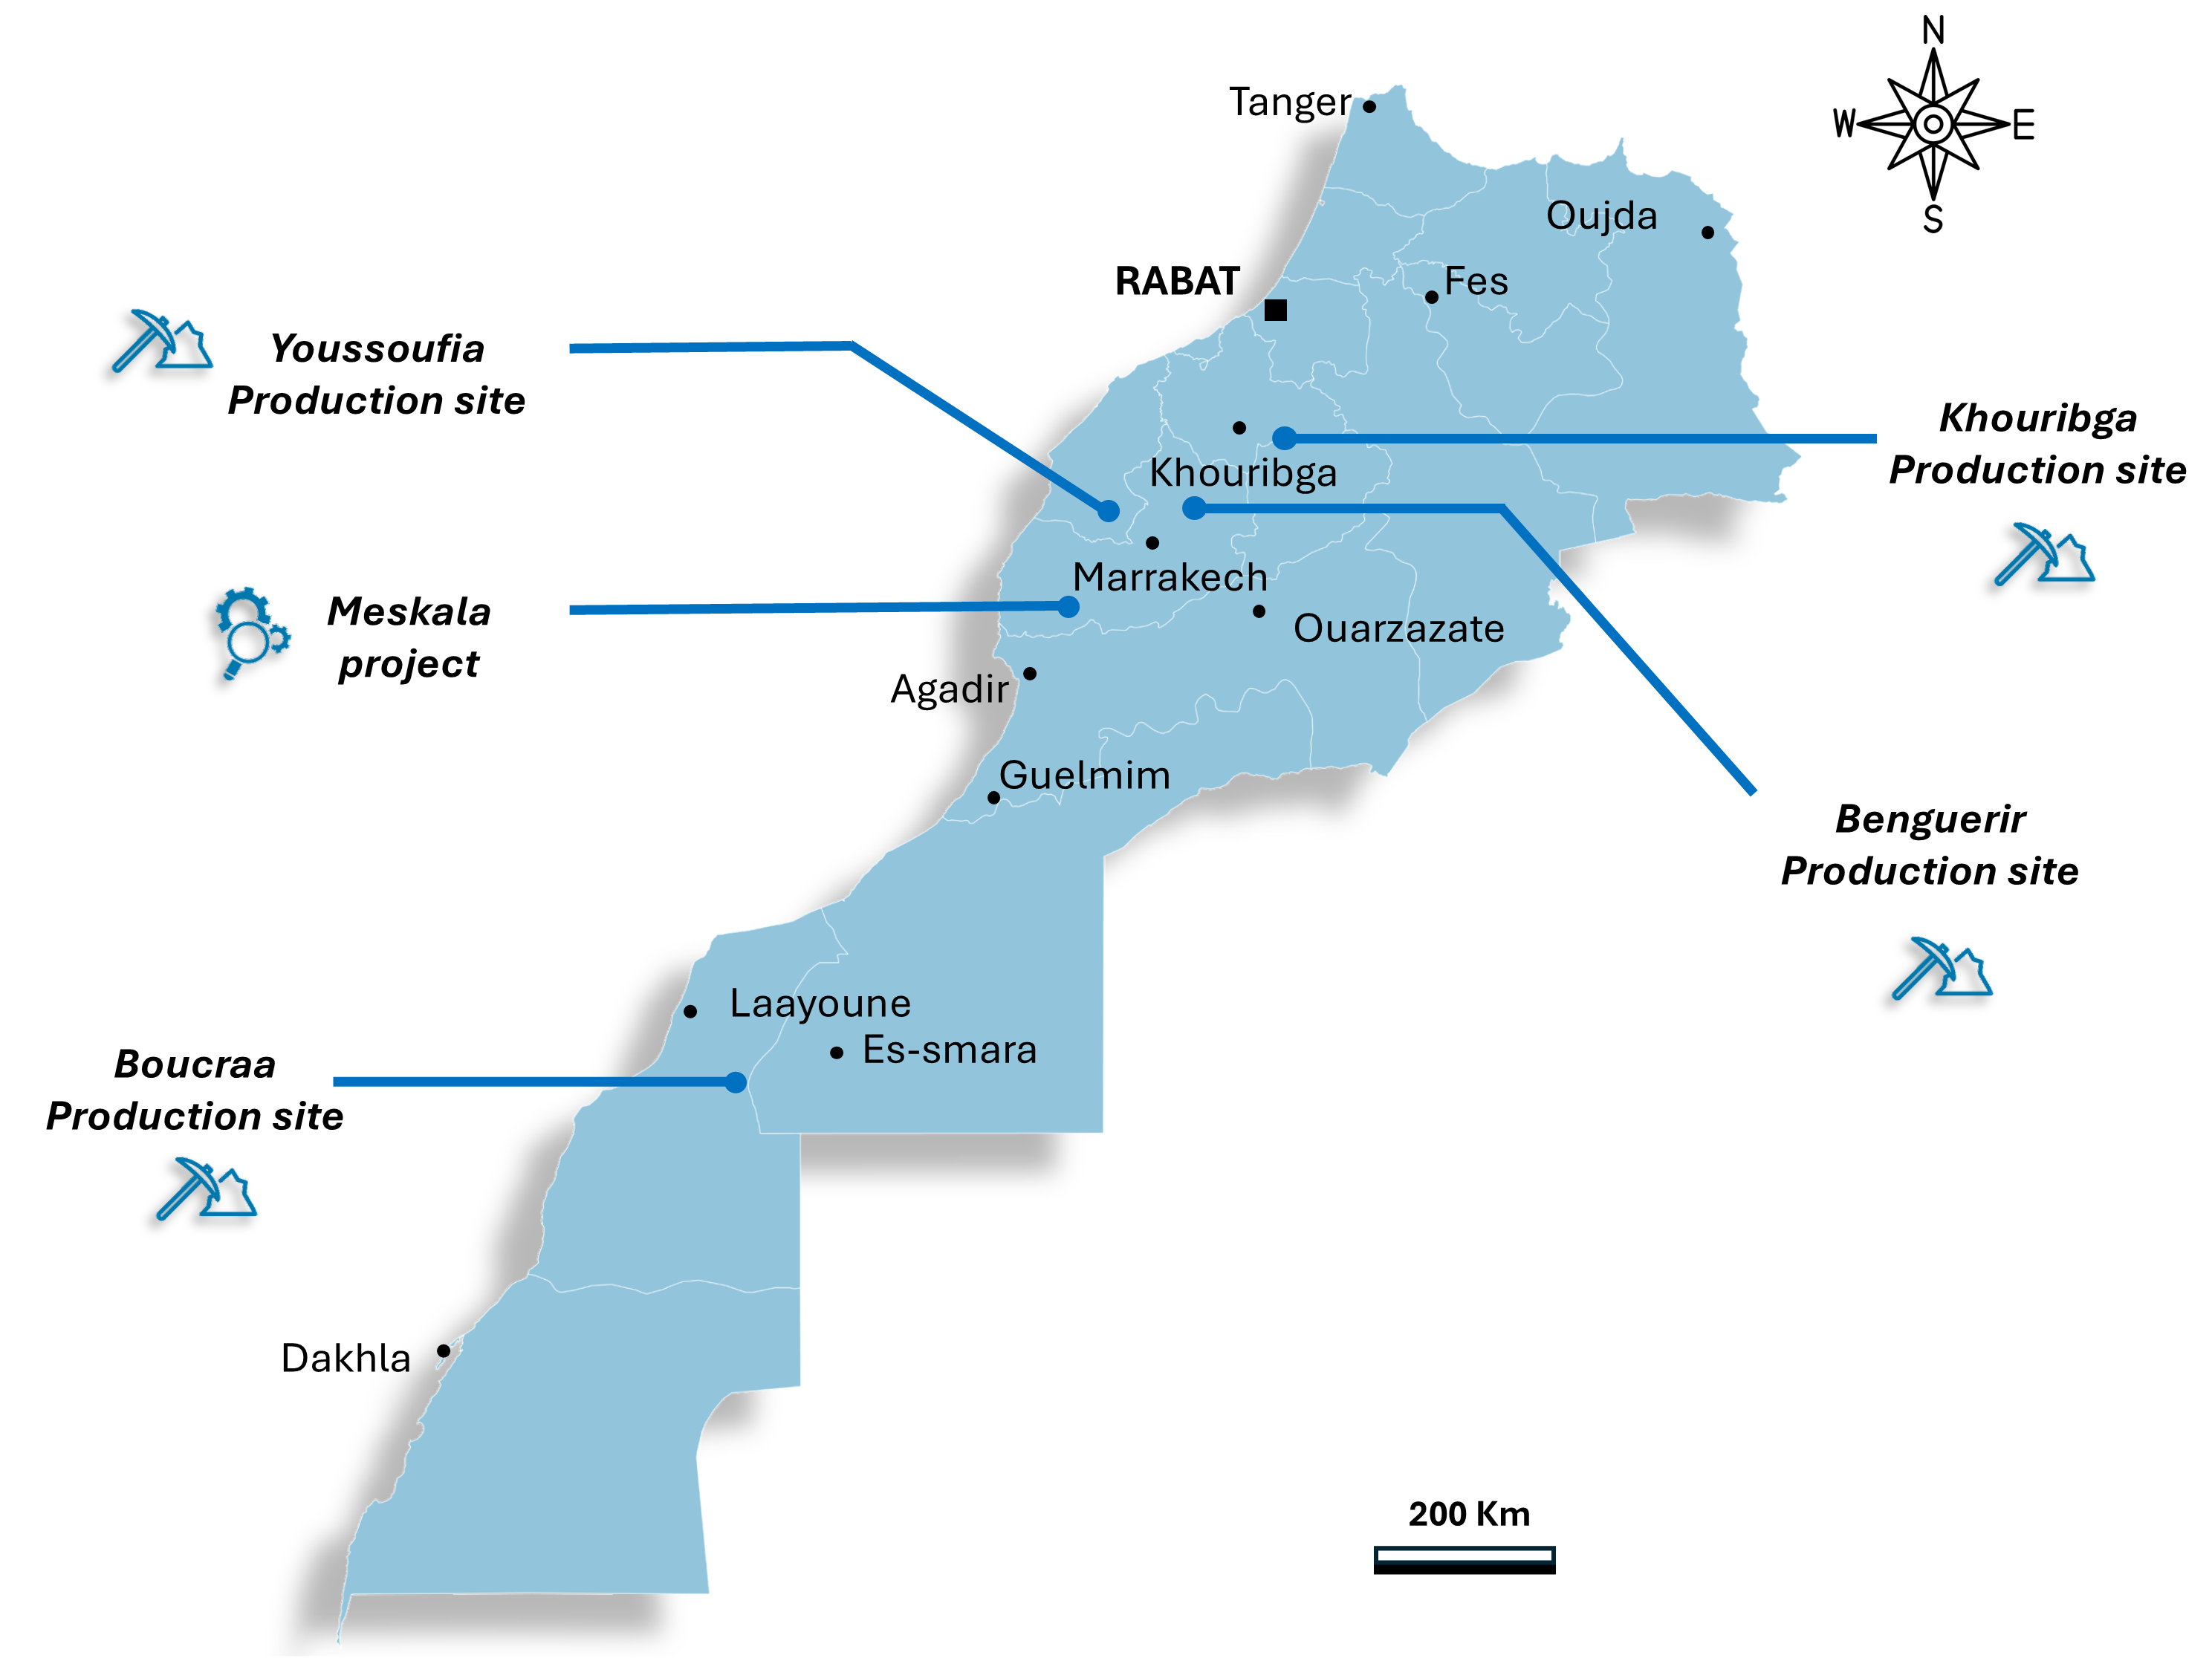 N
Tanger
W
E
S
Oujda
RABAT
Fes
Youssoufia
Production site
Khouribga
Production site
Khouribga
Marrakech
Meskala
project
Ouarzazate
Agadir
Guelmim
Benguerir
Production site
Laayoune
Es-smara
Boucraa
Production site
Dakhla
200 Km